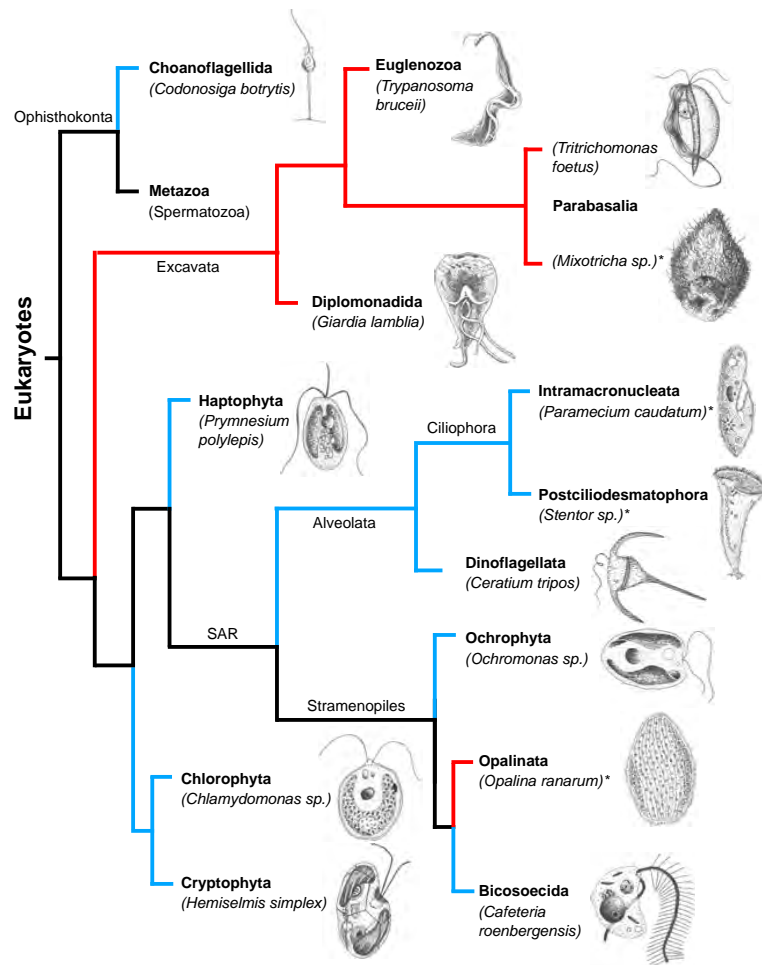 Choanoflagellida
(Codonosiga botrytis)
Ophisthokonta
Metazoa
(Spermatozoa)
Euglenozoa
(Trypanosoma
bruceii)
(Tritrichomonas
foetus)
Parabasalia
(Mixotricha sp.)*
Excavata
Diplomonadida
(Giardia lamblia)
Eukaryotes
Haptophyta
(Prymnesium
polylepis)
Intramacronucleata
(Paramecium caudatum)*
Ciliophora
Postciliodesmatophora
(Stentor sp.)*
Alveolata
Dinoflagellata
(Ceratium tripos)
SAR
Ochrophyta
(Ochromonas sp.)
Stramenopiles
Opalinata
(Opalina ranarum)*
Chlorophyta
(Chlamydomonas sp.)
Cryptophyta
(Hemiselmis simplex)
Bicosoecida
(Cafeteria
roenbergensis)